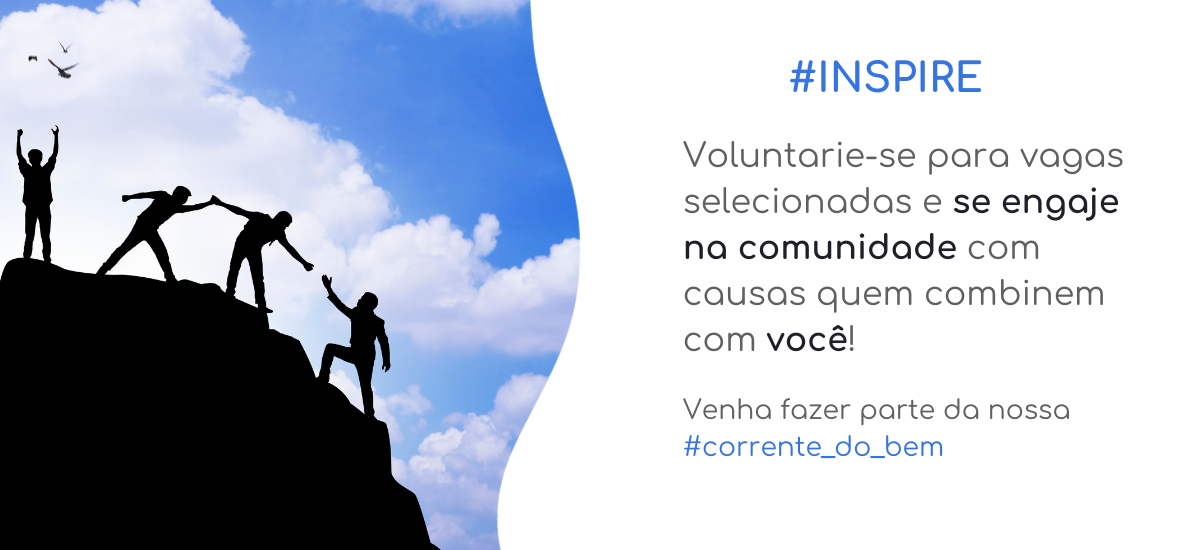 #INSPIRE
Voluntarie-se para vagas
selecionadas e se engaje
na comunidade com
causas quem combinem
com você!
Venha fazer parte da nossa
#corrente_do_bem